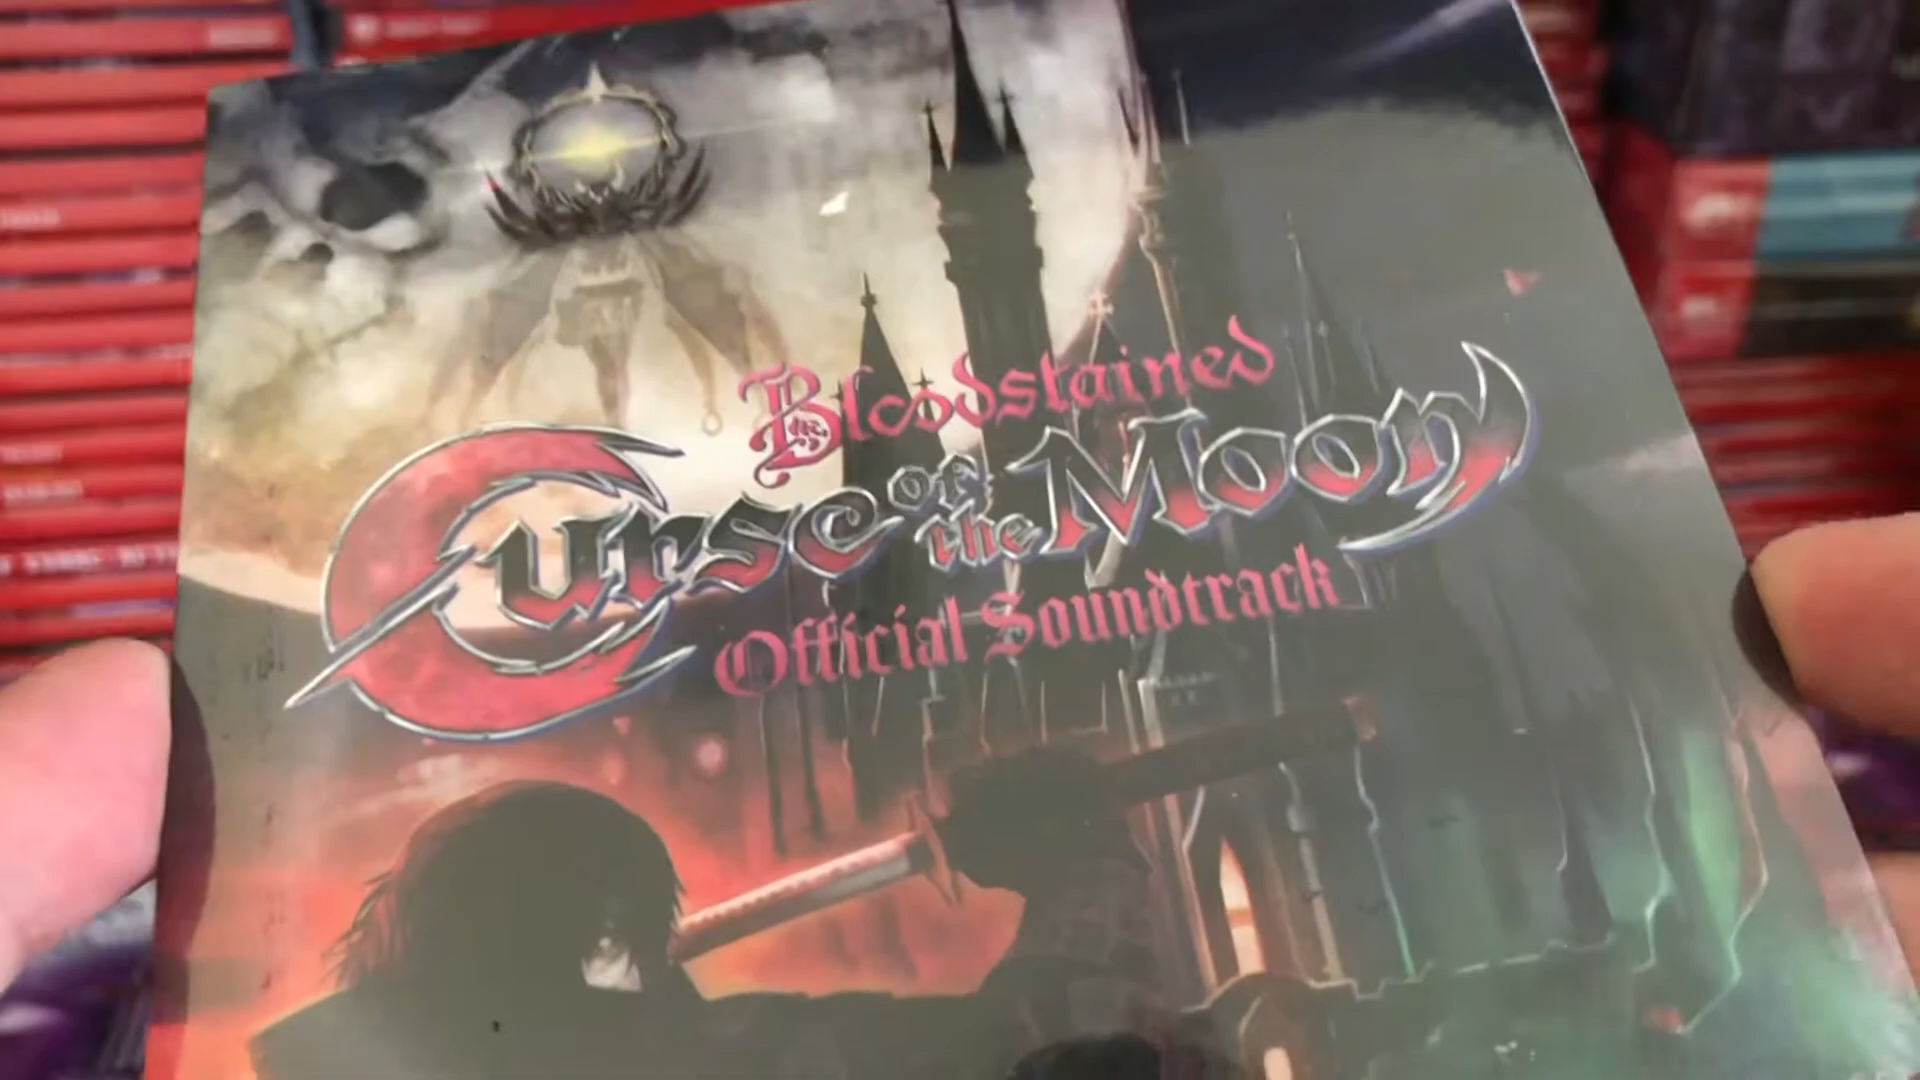 Bloodstained
Curse of the Moon
Official Soundtrack